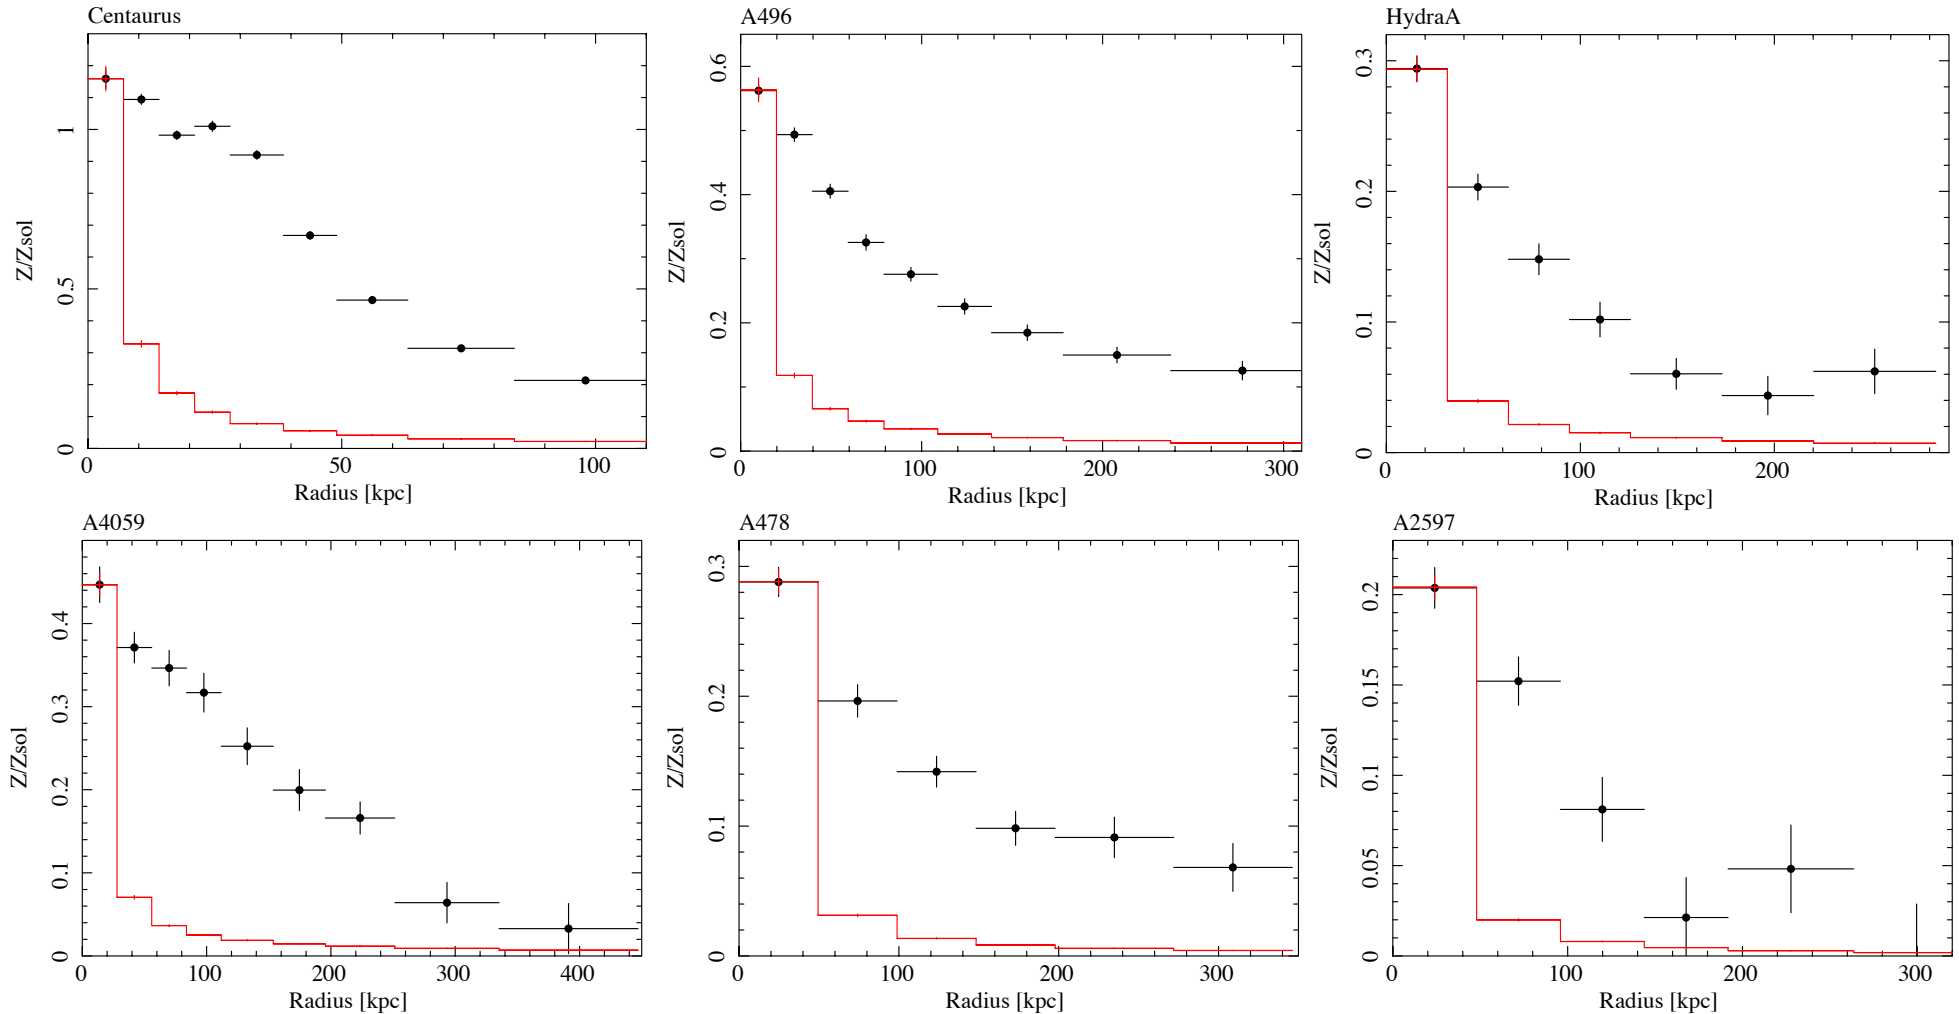 Centaurus
Z/Zsol
1
0.5
0
0 50 100
Radius [kpc]
A496
Z/Zsol
0.6
0.4
0.2
0
0 100 200 300
Radius [kpc]
HydraA
Z/Zsol
0.3
0.2
0.1
0
0 100 200
Radius [kpc]
A4059
Z/Zsol
0.4
0.3
0.2
0.1
0
0 100 200 300 400
Radius [kpc]
A478
Z/Zsol
0.3
0.2
0.1
0
0 100 200 300
Radius [kpc]
A2597
Z/Zsol
0.2
0.15
0.1
0.05
0
0 100 200 300
Radius [kpc]